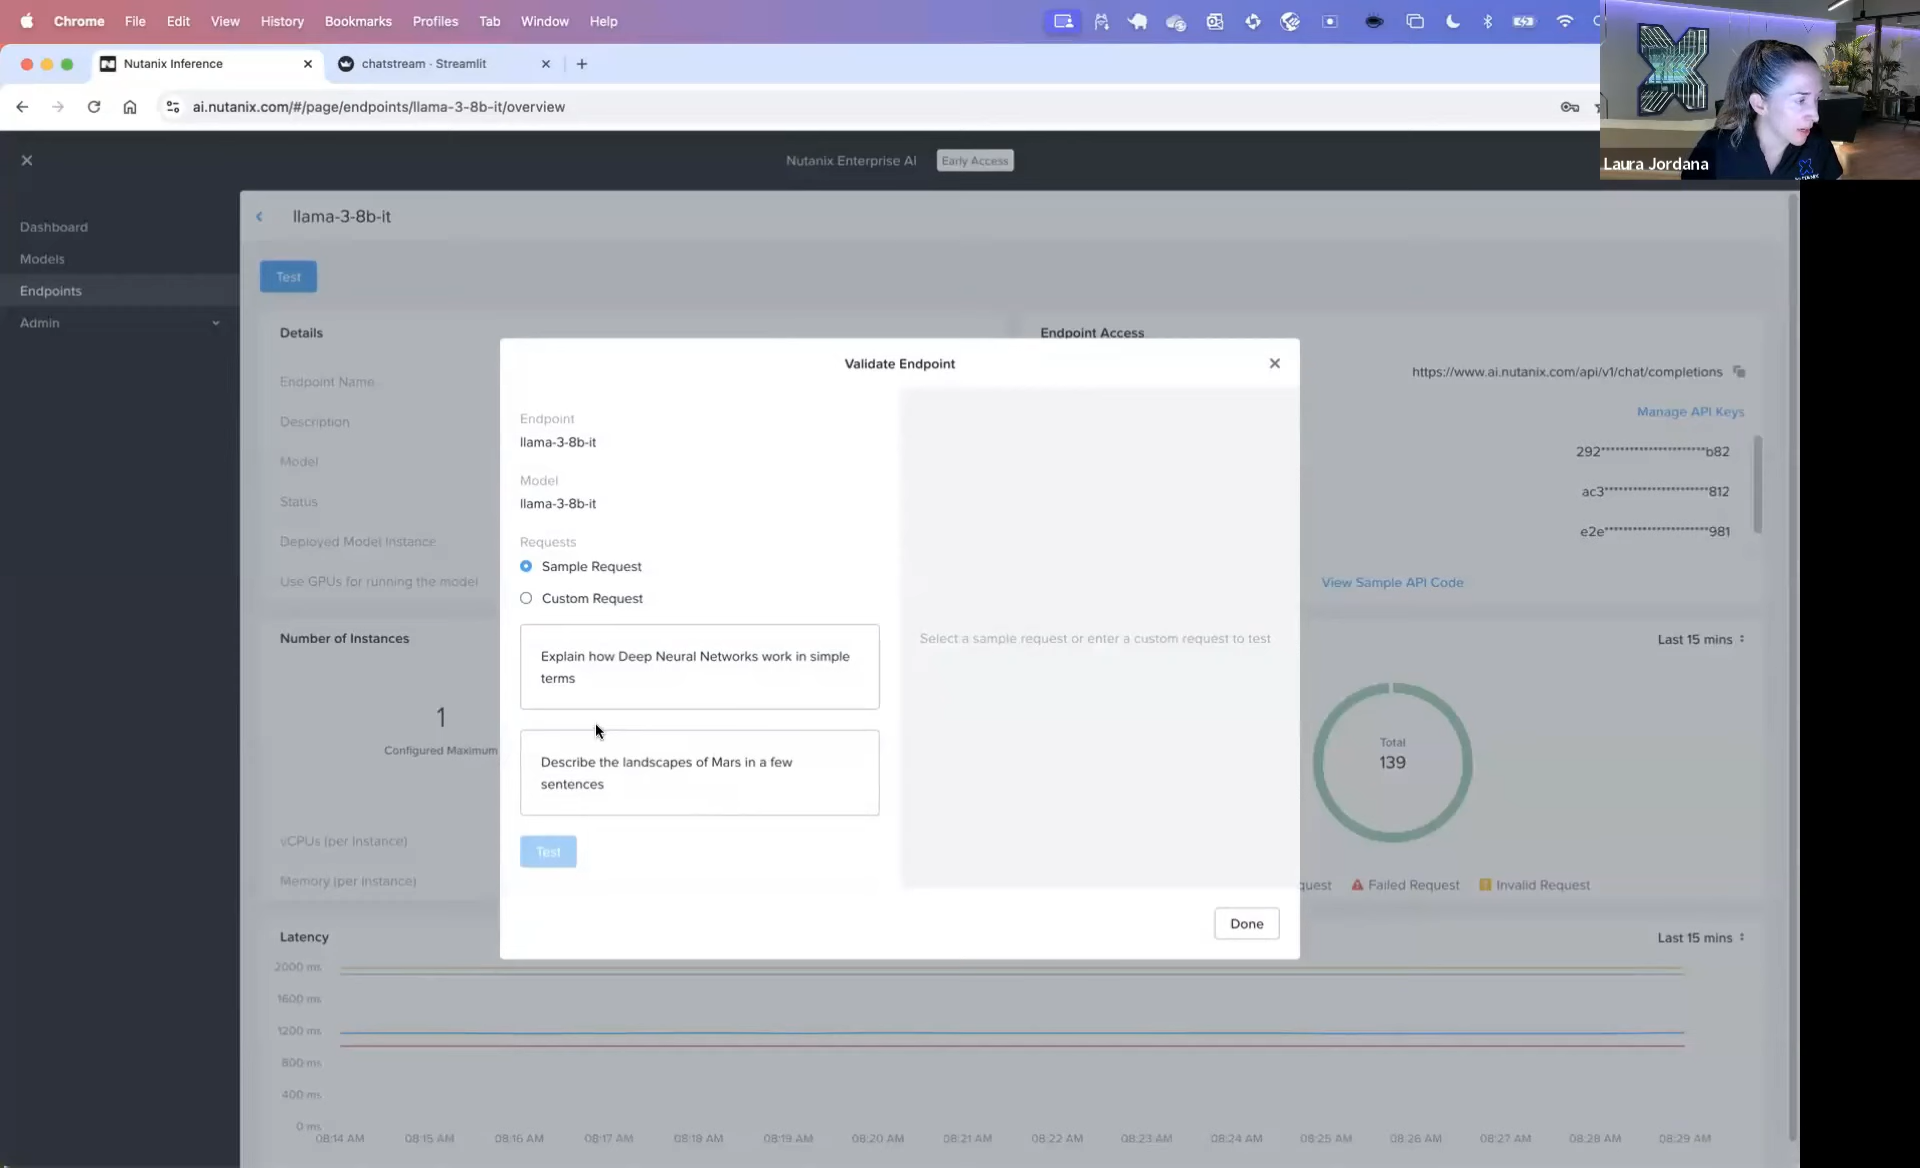 Chrome File Edit View History Bookmarks Profiles Tab Window Help
Nutanix Inference
chatstream · Streamlit
ai.nutanix.com/#/page/endpoints/llama-3-8b-it/overview
Laura Jordana
Nutanix Enterprise AI Early Access
Dashboard
Models
Endpoints
Admin
llama-3-8b-it
Test
Details
Endpoint Name
Description
Model
Status
Deployed Model Instance
Use GPUs for running the model
Endpoint Access
https://www.ai.nutanix.com/api/v1/chat/completions
Manage API Keys
292**********************b82
ac3**********************812
e2e**********************981
View Sample API Code
Validate Endpoint
Endpoint
llama-3-8b-it
Model
llama-3-8b-it
Requests
Sample Request
Custom Request
Explain how Deep Neural Networks work in simple
terms
Describe the landscapes of Mars in a few
sentences
Test
Select a sample request or enter a custom request to test
Done
Number of Instances
1
Configured Maximum
vCPUs (per Instance)
Memory (per Instance)
Last 15 mins
Total
139
quest Failed Request Invalid Request
Latency
Last 15 mins
2000 ms
1600 ms
1200 ms
800 ms
400 ms
0 ms
08:14 AM 08:15 AM 08:16 AM 08:17 AM 08:18 AM 08:19 AM 08:20 AM 08:21 AM 08:22 AM 08:23 AM 08:24 AM 08:25 AM 08:26 AM 08:27 AM 08:28 AM 08:29 AM